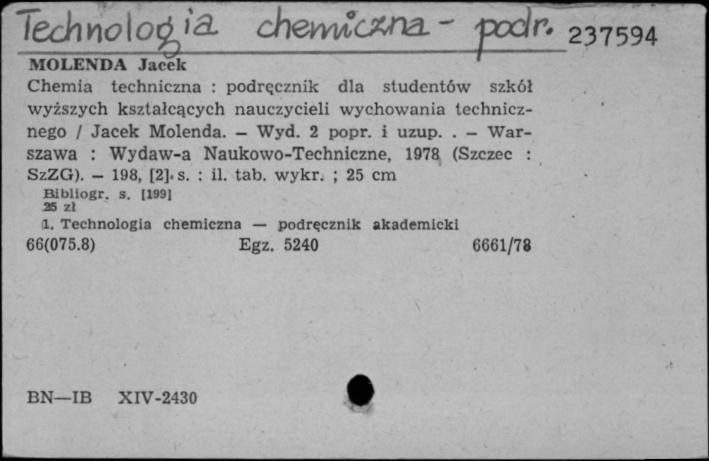 Technologia chemiczna - podr. 237594
MOLENDA Jacek
Chemia techniczna : podręcznik dla studentów szkół
wyższych kształcących nauczycieli wychowania technicz-
nego / Jacek Molenda. — Wyd. 2 popr. i uzup. . — War-
szawa : Wydaw-a Naukowo-Techniczne, 1978 (Szczec :
SzZG). — 198, [2] s. : il. tab. wykr. ; 25 cm
Bibliogr. s. [199]
25 zł
1. Technologia chemiczna — podręcznik akademicki
66(075.8) Egz. 5240 6661/78
BN—IB XIV-2430